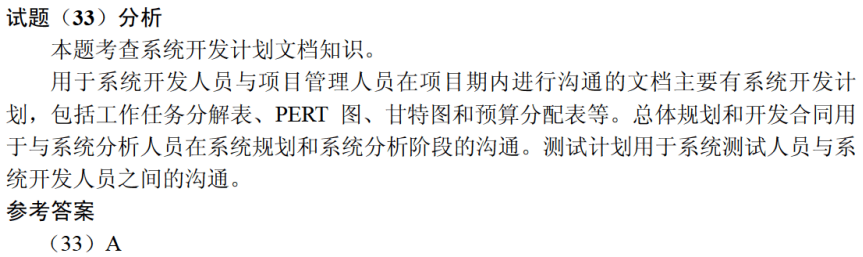 试题（33）分析
本题考查系统开发计划文档知识。
用于系统开发人员与项目管理人员在项目期内进行沟通的文档主要有系统开发计
划，包括工作任务分解表、PERT 图、甘特图和预算分配表等。总体规划和开发合同用
于与系统分析人员在系统规划和系统分析阶段的沟通。测试计划用于系统测试人员与系
统开发人员之间的沟通。
参考答案
（33）A